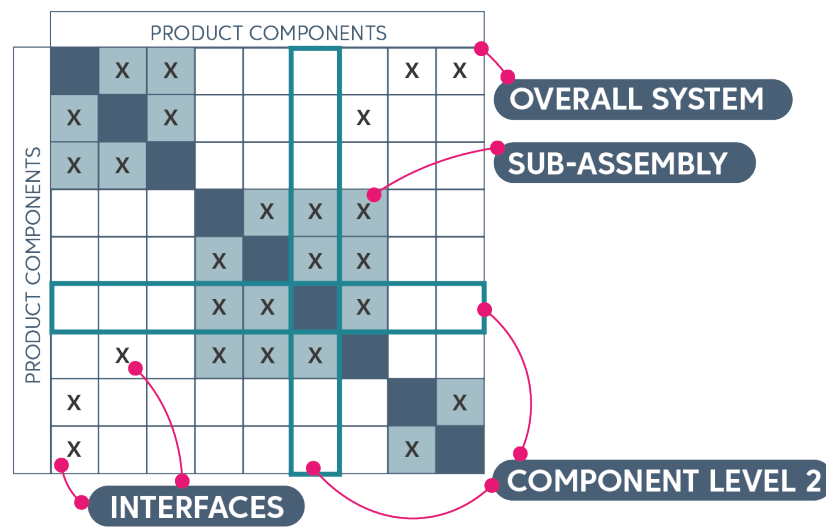 PRODUCT COMPONENTS
PRODUCT COMPONENTS
X X X X
X X X
X X
X X X
X X X
X X X
X X X X
X X
X X
OVERALL SYSTEM
SUB-ASSEMBLY
COMPONENT LEVEL 2
INTERFACES